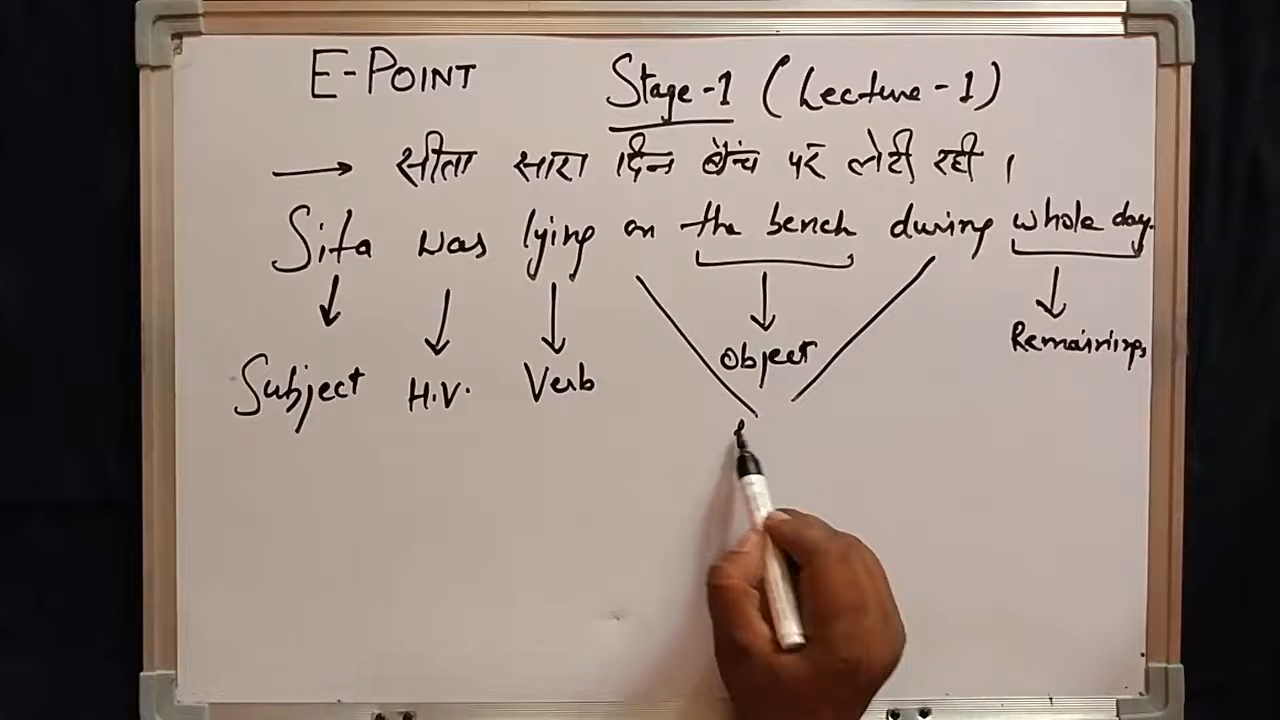 E-POINT Stage-1 (Lecture-1)
→ सीता सारा दिन बेंच पर लेटी रही ।
Sita was lying on the bench during whole day.
Object Remaining,
Subject H.V. Verb